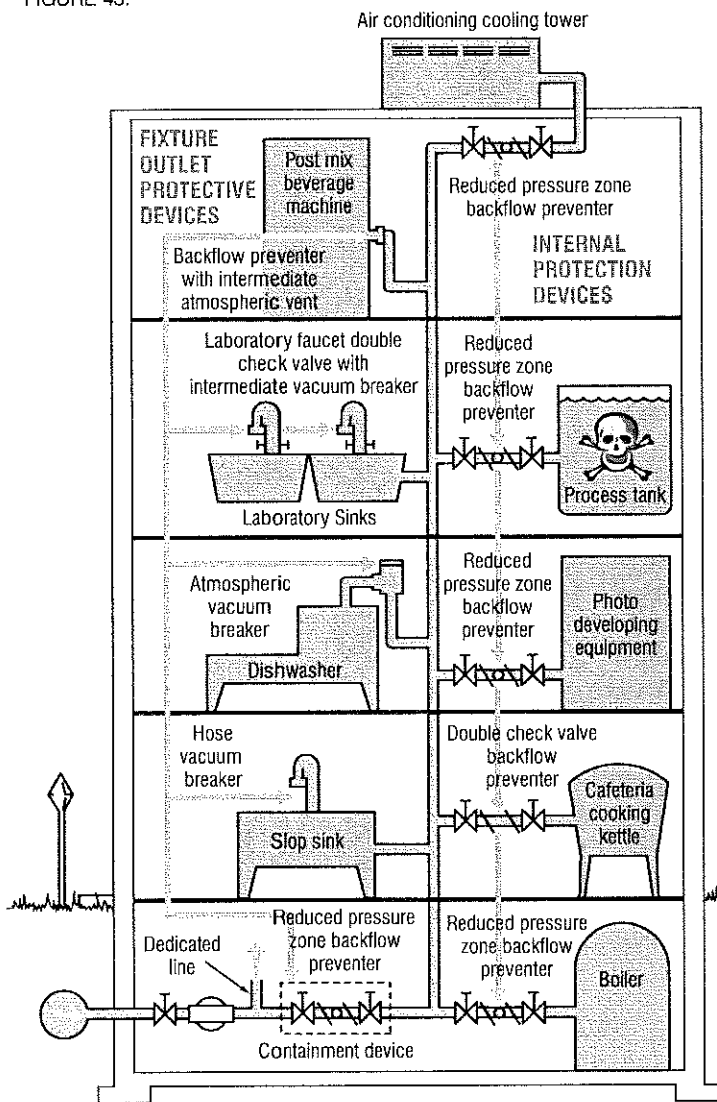 FIGURE 43.
Air conditioning cooling tower
FIXTURE
OUTLET
PROTECTIVE
DEVICES
Post mix
beverage
machine
Reduced pressure zone
backflow preventer
Backflow preventer
with intermediate
atmospheric vent
INTERNAL
PROTECTION
DEVICES
Laboratory faucet double
check valve with
intermediate vacuum breaker
Reduced
pressure zone
backflow
preventer
Laboratory Sinks
Process tank
Atmospheric
vacuum
breaker
Dishwasher
Reduced
pressure zone
backflow
preventer
Photo
developing
equipment
Hose
vacuum
breaker
Slop sink
Double check valve
backflow
preventer
Cafeteria
cooking
kettle
Dedicated
line
Reduced pressure
zone backflow
preventer
Containment device
Reduced pressure
zone backflow
preventer
Boiler